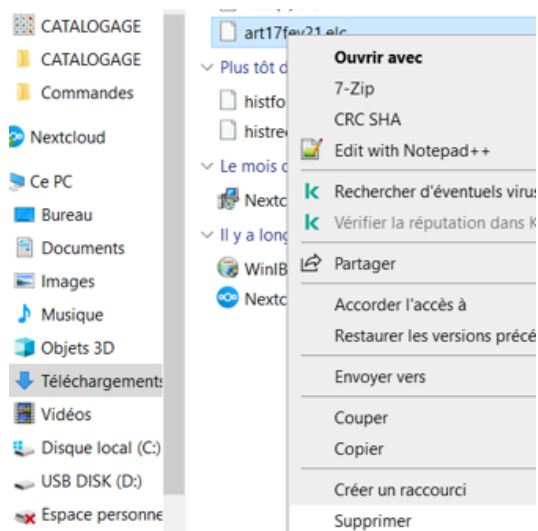 CATALOGAGE
CATALOGAGE
Commandes
Nextcloud
Ce PC
Bureau
Documents
Images
Musique
Objets 3D
Téléchargements
Vidéos
Disque local (C:)
USB DISK (D:)
Espace personne
art17fev21.elc
Plus tôt d
histfo
histre
Le mois d
Nextc
Il y a long
WinIB
Nextc
Ouvrir avec
7-Zip
CRC SHA
Edit with Notepad++
Rechercher d'éventuels virus
Vérifier la réputation dans K
Partager
Accorder l'accès à
Restaurer les versions précé
Envoyer vers
Couper
Copier
Créer un raccourci
Supprimer